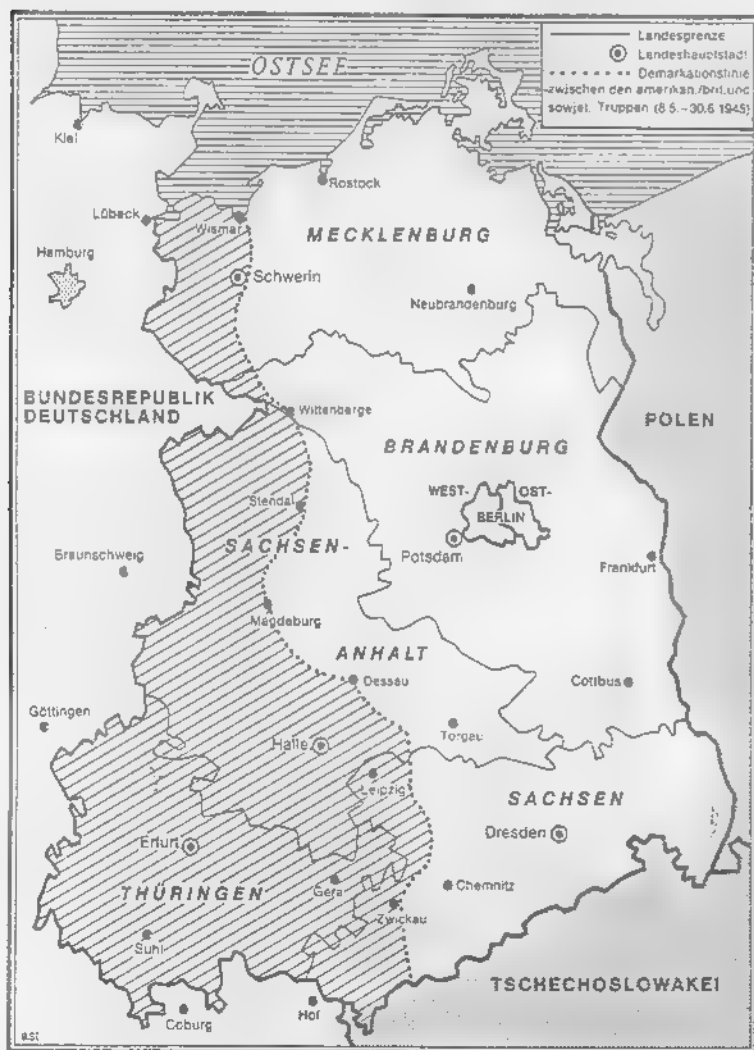 Landesgrenze
Landeshauptstadt
Demarkationslinie
zwischen den amerikan./brit.und
sowjet. Truppen (8.5.–30.6 1945)
OSTSEE
Kiel
Rostock
Lübeck
Wismar
MECKLENBURG
Hamburg
Schwerin
Neubrandenburg
BUNDESREPUBLIK
DEUTSCHLAND
Wittenberge
POLEN
BRANDENBURG
WEST-
OST-
BERLIN
Stendal
SACHSEN-
Potsdam
Braunschweig
Frankfurt
Magdeburg
ANHALT
Dessau
Cottbus
Göttingen
Torgau
Halle
Leipzig
SACHSEN
Dresden
Erfurt
THÜRINGEN
Gera
Chemnitz
Zwickau
Suhl
TSCHECHOSLOWAKEI
Coburg
Hof